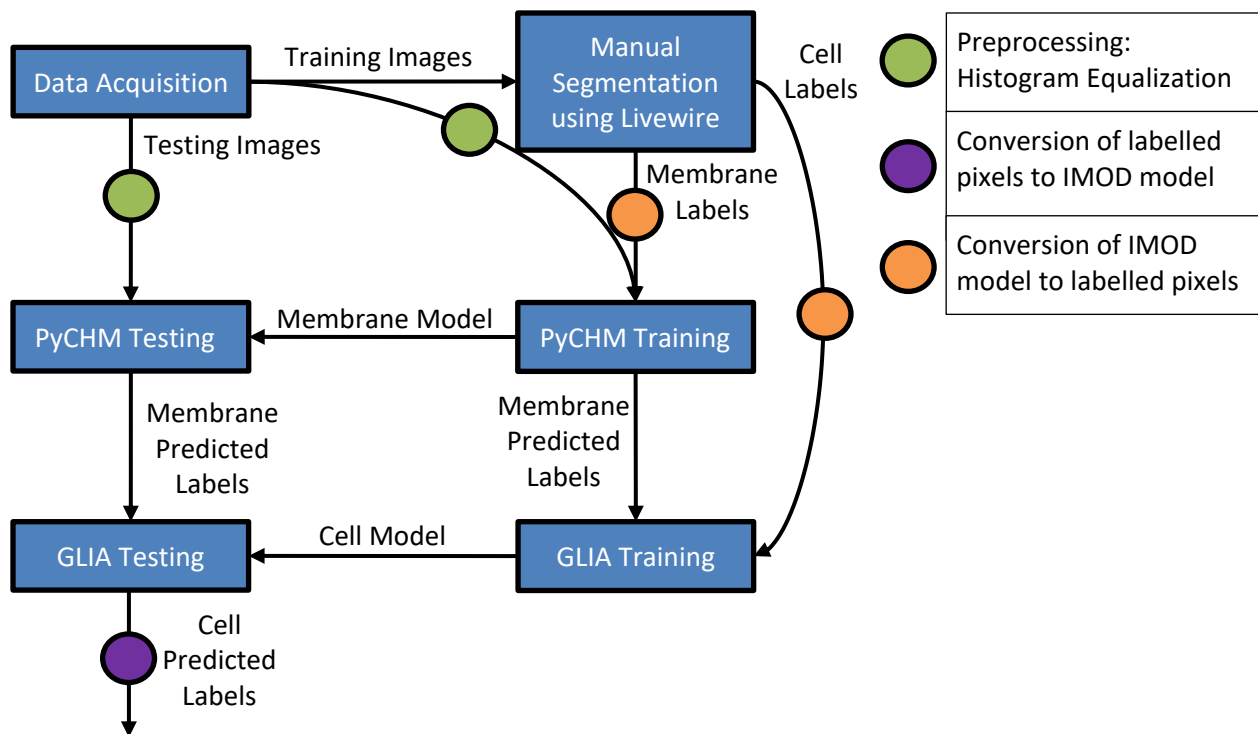 Data Acquisition
Training Images
Manual
Segmentation
using Livewire
Cell
Labels
Preprocessing:
Histogram Equalization
Conversion of labelled
pixels to IMOD model
Conversion of IMOD
model to labelled pixels
Testing Images
Membrane
Labels
PyCHM Testing
Membrane Model
PyCHM Training
Membrane
Predicted
Labels
Membrane
Predicted
Labels
GLIA Testing
Cell Model
GLIA Training
Cell
Predicted
Labels